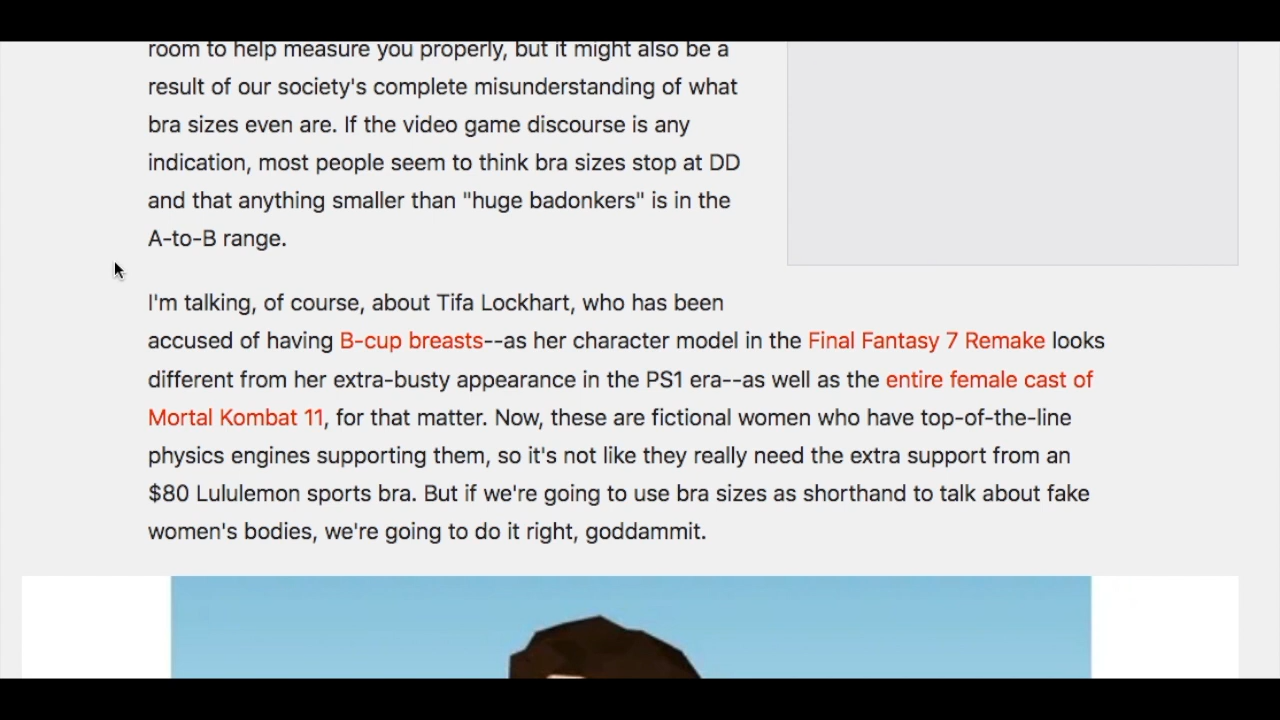 room to help measure you properly, but it might also be a
result of our society's complete misunderstanding of what
bra sizes even are. If the video game discourse is any
indication, most people seem to think bra sizes stop at DD
and that anything smaller than "huge badonkers" is in the
A-to-B range.
I'm talking, of course, about Tifa Lockhart, who has been
accused of having B-cup breasts--as her character model in the Final Fantasy 7 Remake looks
different from her extra-busty appearance in the PS1 era--as well as the entire female cast of
Mortal Kombat 11, for that matter. Now, these are fictional women who have top-of-the-line
physics engines supporting them, so it's not like they really need the extra support from an
$80 Lululemon sports bra. But if we're going to use bra sizes as shorthand to talk about fake
women's bodies, we're going to do it right, goddammit.